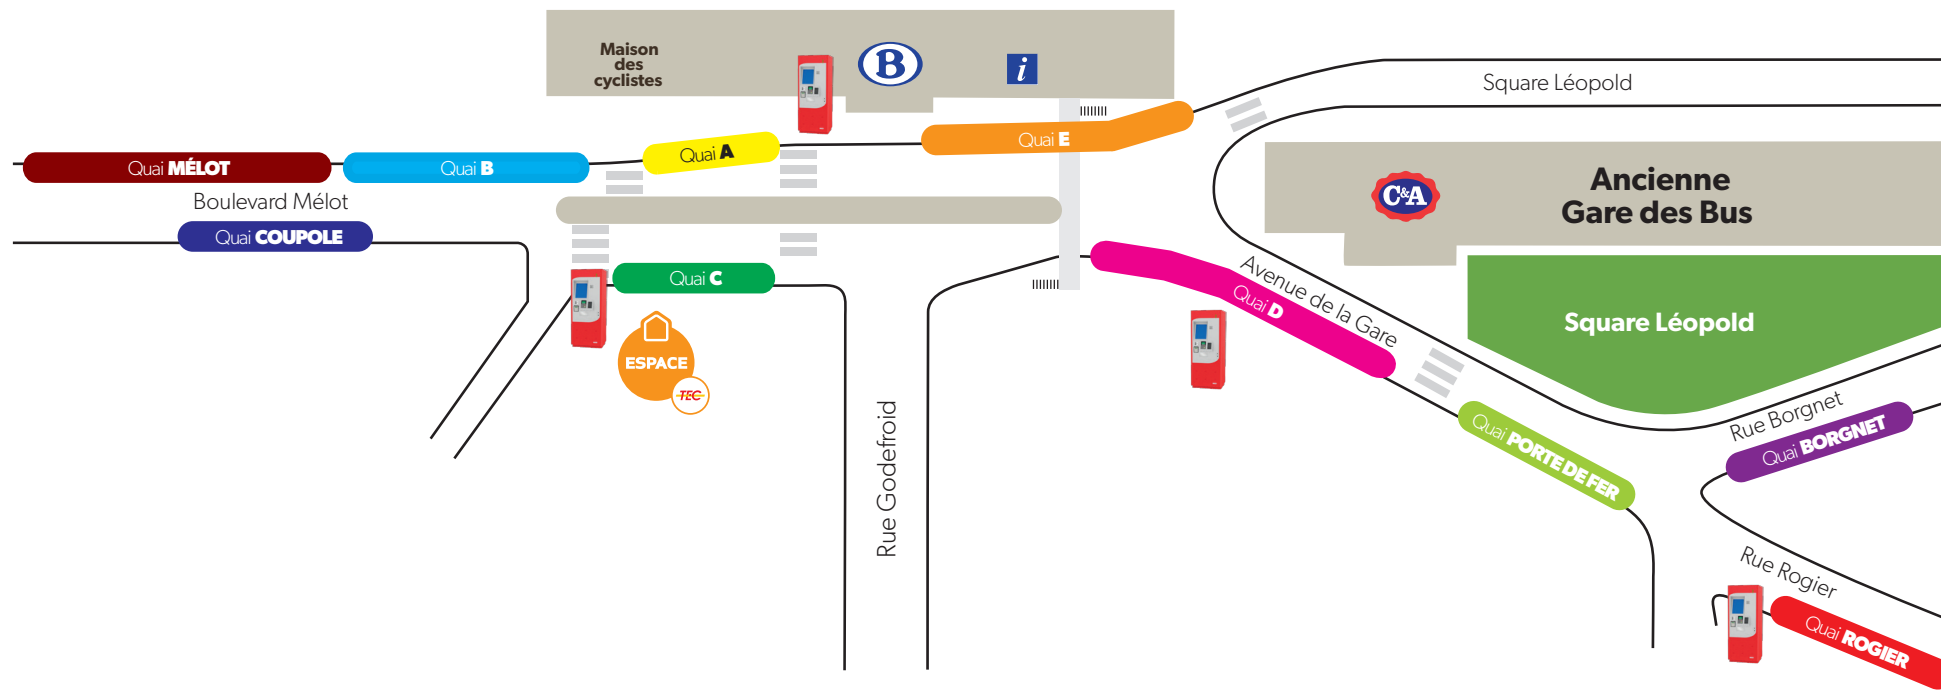 Maison
des
cyclistes
B
i
Square Léopold
Quai E
Quai A
Quai MÉLOT
Quai B
Boulevard Mélot
Quai COUPOLE
C&A
Ancienne
Gare des Bus
Quai C
Avenue de la Gare
Quai D
Square Léopold
ESPACE
TEC
Rue Godefroid
Quai PORTE DE FER
Rue Borgnet
Quai BORGNET
Rue Rogier
Quai ROGIER